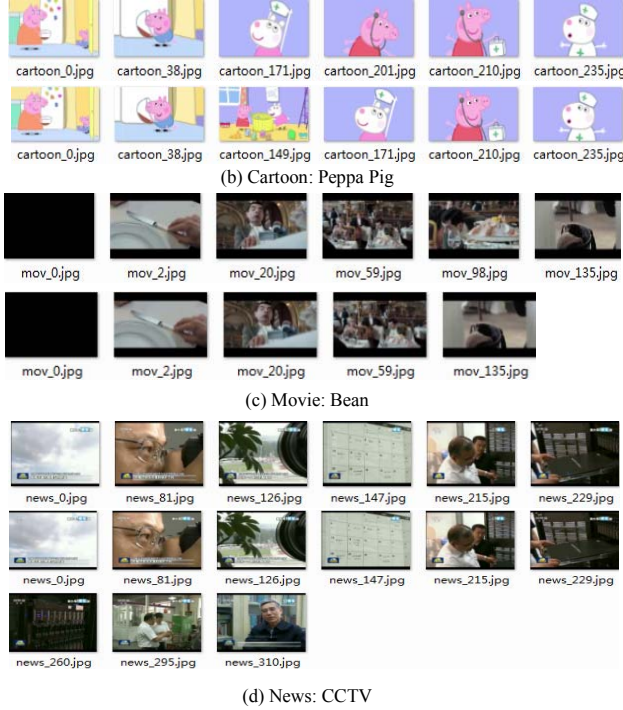 cartoon_0.jpg cartoon_38.jpg cartoon_171.jpg cartoon_201.jpg cartoon_210.jpg cartoon_235.jpg
cartoon_0.jpg cartoon_38.jpg cartoon_149.jpg cartoon_171.jpg cartoon_210.jpg cartoon_235.jpg
(b) Cartoon: Peppa Pig
mov_0.jpg mov_2.jpg mov_20.jpg mov_59.jpg mov_98.jpg mov_135.jpg
mov_0.jpg mov_2.jpg mov_20.jpg mov_59.jpg mov_135.jpg
(c) Movie: Bean
news_0.jpg news_81.jpg news_126.jpg news_147.jpg news_215.jpg news_229.jpg
news_0.jpg news_81.jpg news_126.jpg news_147.jpg news_215.jpg news_229.jpg
news_260.jpg news_295.jpg news_310.jpg
(d) News: CCTV